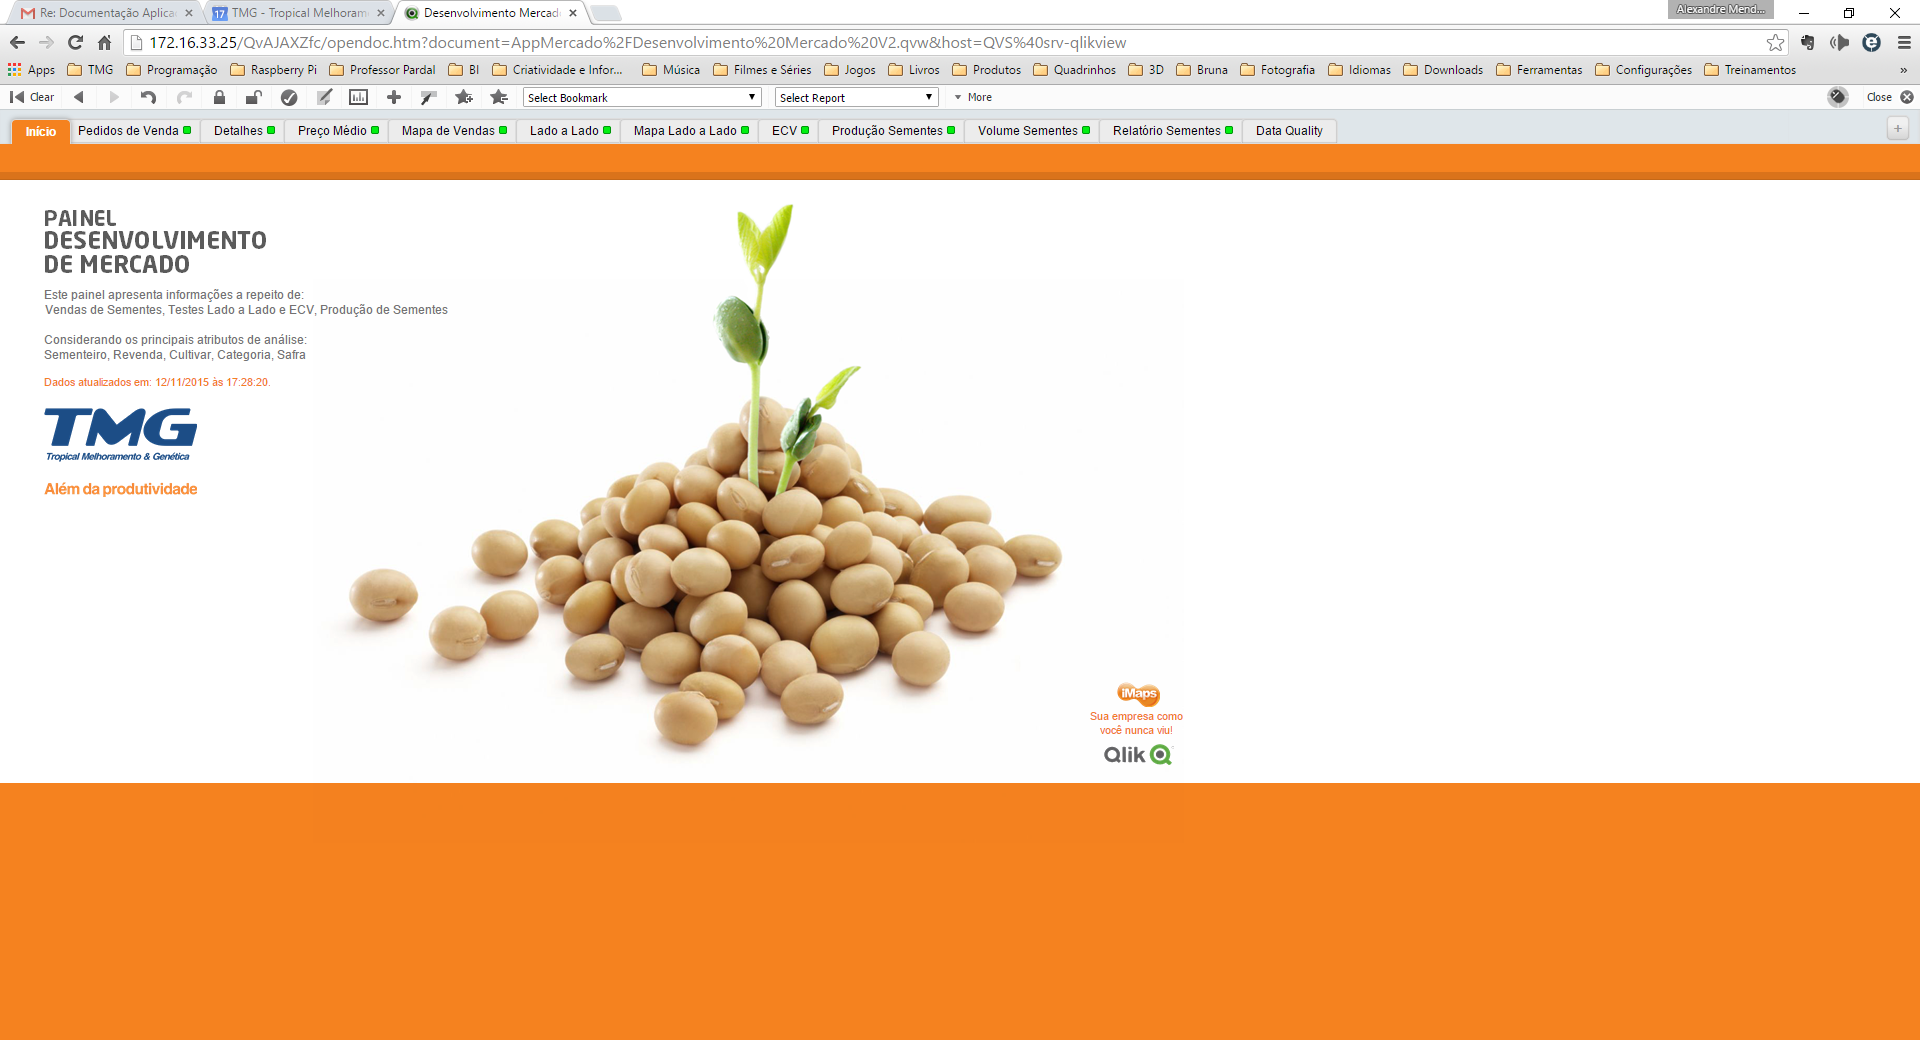 Re: Documentação Aplica
TMG - Tropical Melhoram
Desenvolvimento Mercad
Alexandre Mend...
172.16.33.25/QvAJAXZfc/opendoc.htm?document=AppMercado%2FDesenvolvimento%20Mercado%20V2.qvw&host=QVS%40srv-qlikview
Apps TMG Programação Raspberry Pi Professor Pardal BI Criatividade e Infor... Música Filmes e Séries Jogos Livros Produtos Quadrinhos 3D Bruna Fotografia Idiomas Downloads Ferramentas Configurações Treinamentos »
Clear Select Bookmark Select Report More Close
Início Pedidos de Venda Detalhes Preço Médio Mapa de Vendas Lado a Lado Mapa Lado a Lado ECV Produção Sementes Volume Sementes Relatório Sementes Data Quality
PAINEL
DESENVOLVIMENTO
DE MERCADO
Este painel apresenta informações a repeito de:
Vendas de Sementes, Testes Lado a Lado e ECV, Produção de Sementes
Considerando os principais atributos de análise:
Sementeiro, Revenda, Cultivar, Categoria, Safra
Dados atualizados em: 12/11/2015 às 17:28:20.
TMG
Tropical Melhoramento & Genética
Além da produtividade
iMaps
Sua empresa como
você nunca viu!
Qlik